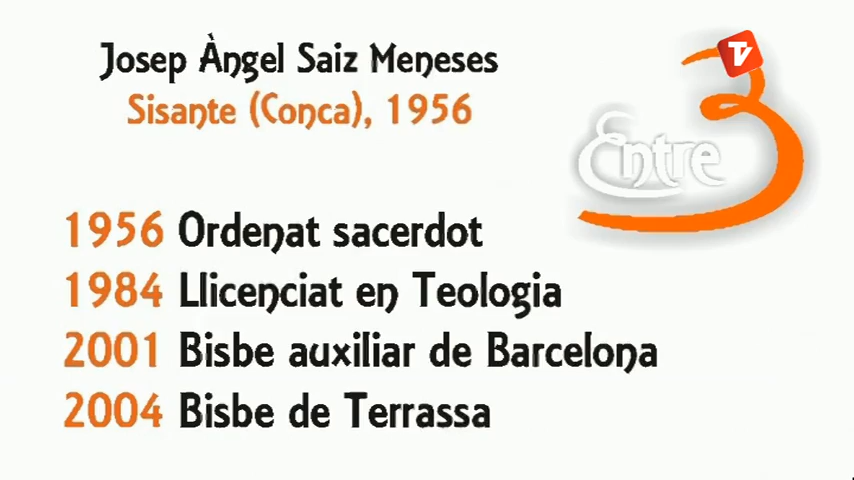 Josep Àngel Saiz Meneses
Sisante (Conca), 1956
TV
Entre
3
1956 Ordenat sacerdot
1984 Llicenciat en Teologia
2001 Bisbe auxiliar de Barcelona
2004 Bisbe de Terrassa